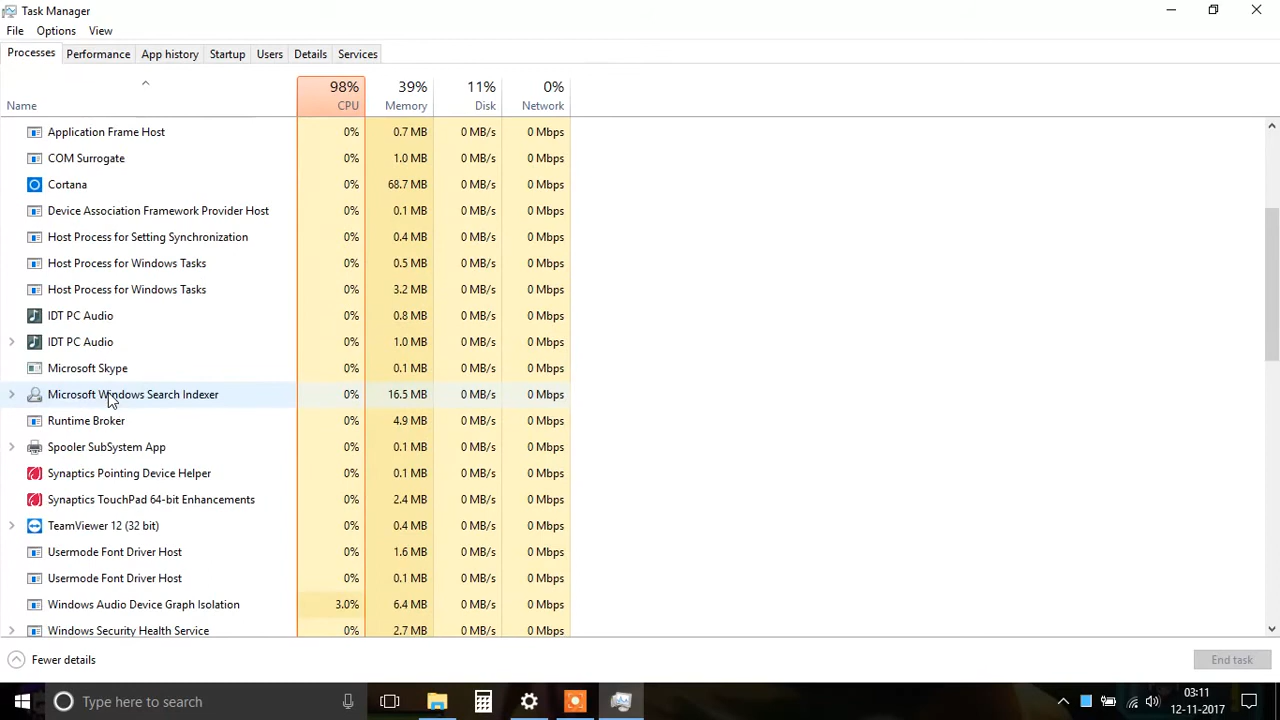 Task Manager
File Options View
Processes Performance App history Startup Users Details Services
98% 39% 11% 0%
Name CPU Memory Disk Network
Application Frame Host 0% 0.7 MB 0 MB/s 0 Mbps
COM Surrogate 0% 1.0 MB 0 MB/s 0 Mbps
Cortana 0% 68.7 MB 0 MB/s 0 Mbps
Device Association Framework Provider Host 0% 0.1 MB 0 MB/s 0 Mbps
Host Process for Setting Synchronization 0% 0.4 MB 0 MB/s 0 Mbps
Host Process for Windows Tasks 0% 0.5 MB 0 MB/s 0 Mbps
Host Process for Windows Tasks 0% 3.2 MB 0 MB/s 0 Mbps
IDT PC Audio 0% 0.8 MB 0 MB/s 0 Mbps
IDT PC Audio 0% 1.0 MB 0 MB/s 0 Mbps
Microsoft Skype 0% 0.1 MB 0 MB/s 0 Mbps
Microsoft Windows Search Indexer 0% 16.5 MB 0 MB/s 0 Mbps
Runtime Broker 0% 4.9 MB 0 MB/s 0 Mbps
Spooler SubSystem App 0% 0.1 MB 0 MB/s 0 Mbps
Synaptics Pointing Device Helper 0% 0.1 MB 0 MB/s 0 Mbps
Synaptics TouchPad 64-bit Enhancements 0% 2.4 MB 0 MB/s 0 Mbps
TeamViewer 12 (32 bit) 0% 0.4 MB 0 MB/s 0 Mbps
Usermode Font Driver Host 0% 1.6 MB 0 MB/s 0 Mbps
Usermode Font Driver Host 0% 0.1 MB 0 MB/s 0 Mbps
Windows Audio Device Graph Isolation 3.0% 6.4 MB 0 MB/s 0 Mbps
Windows Security Health Service 0% 2.7 MB 0 MB/s 0 Mbps
Fewer details End task
Type here to search 03:11
12-11-2017